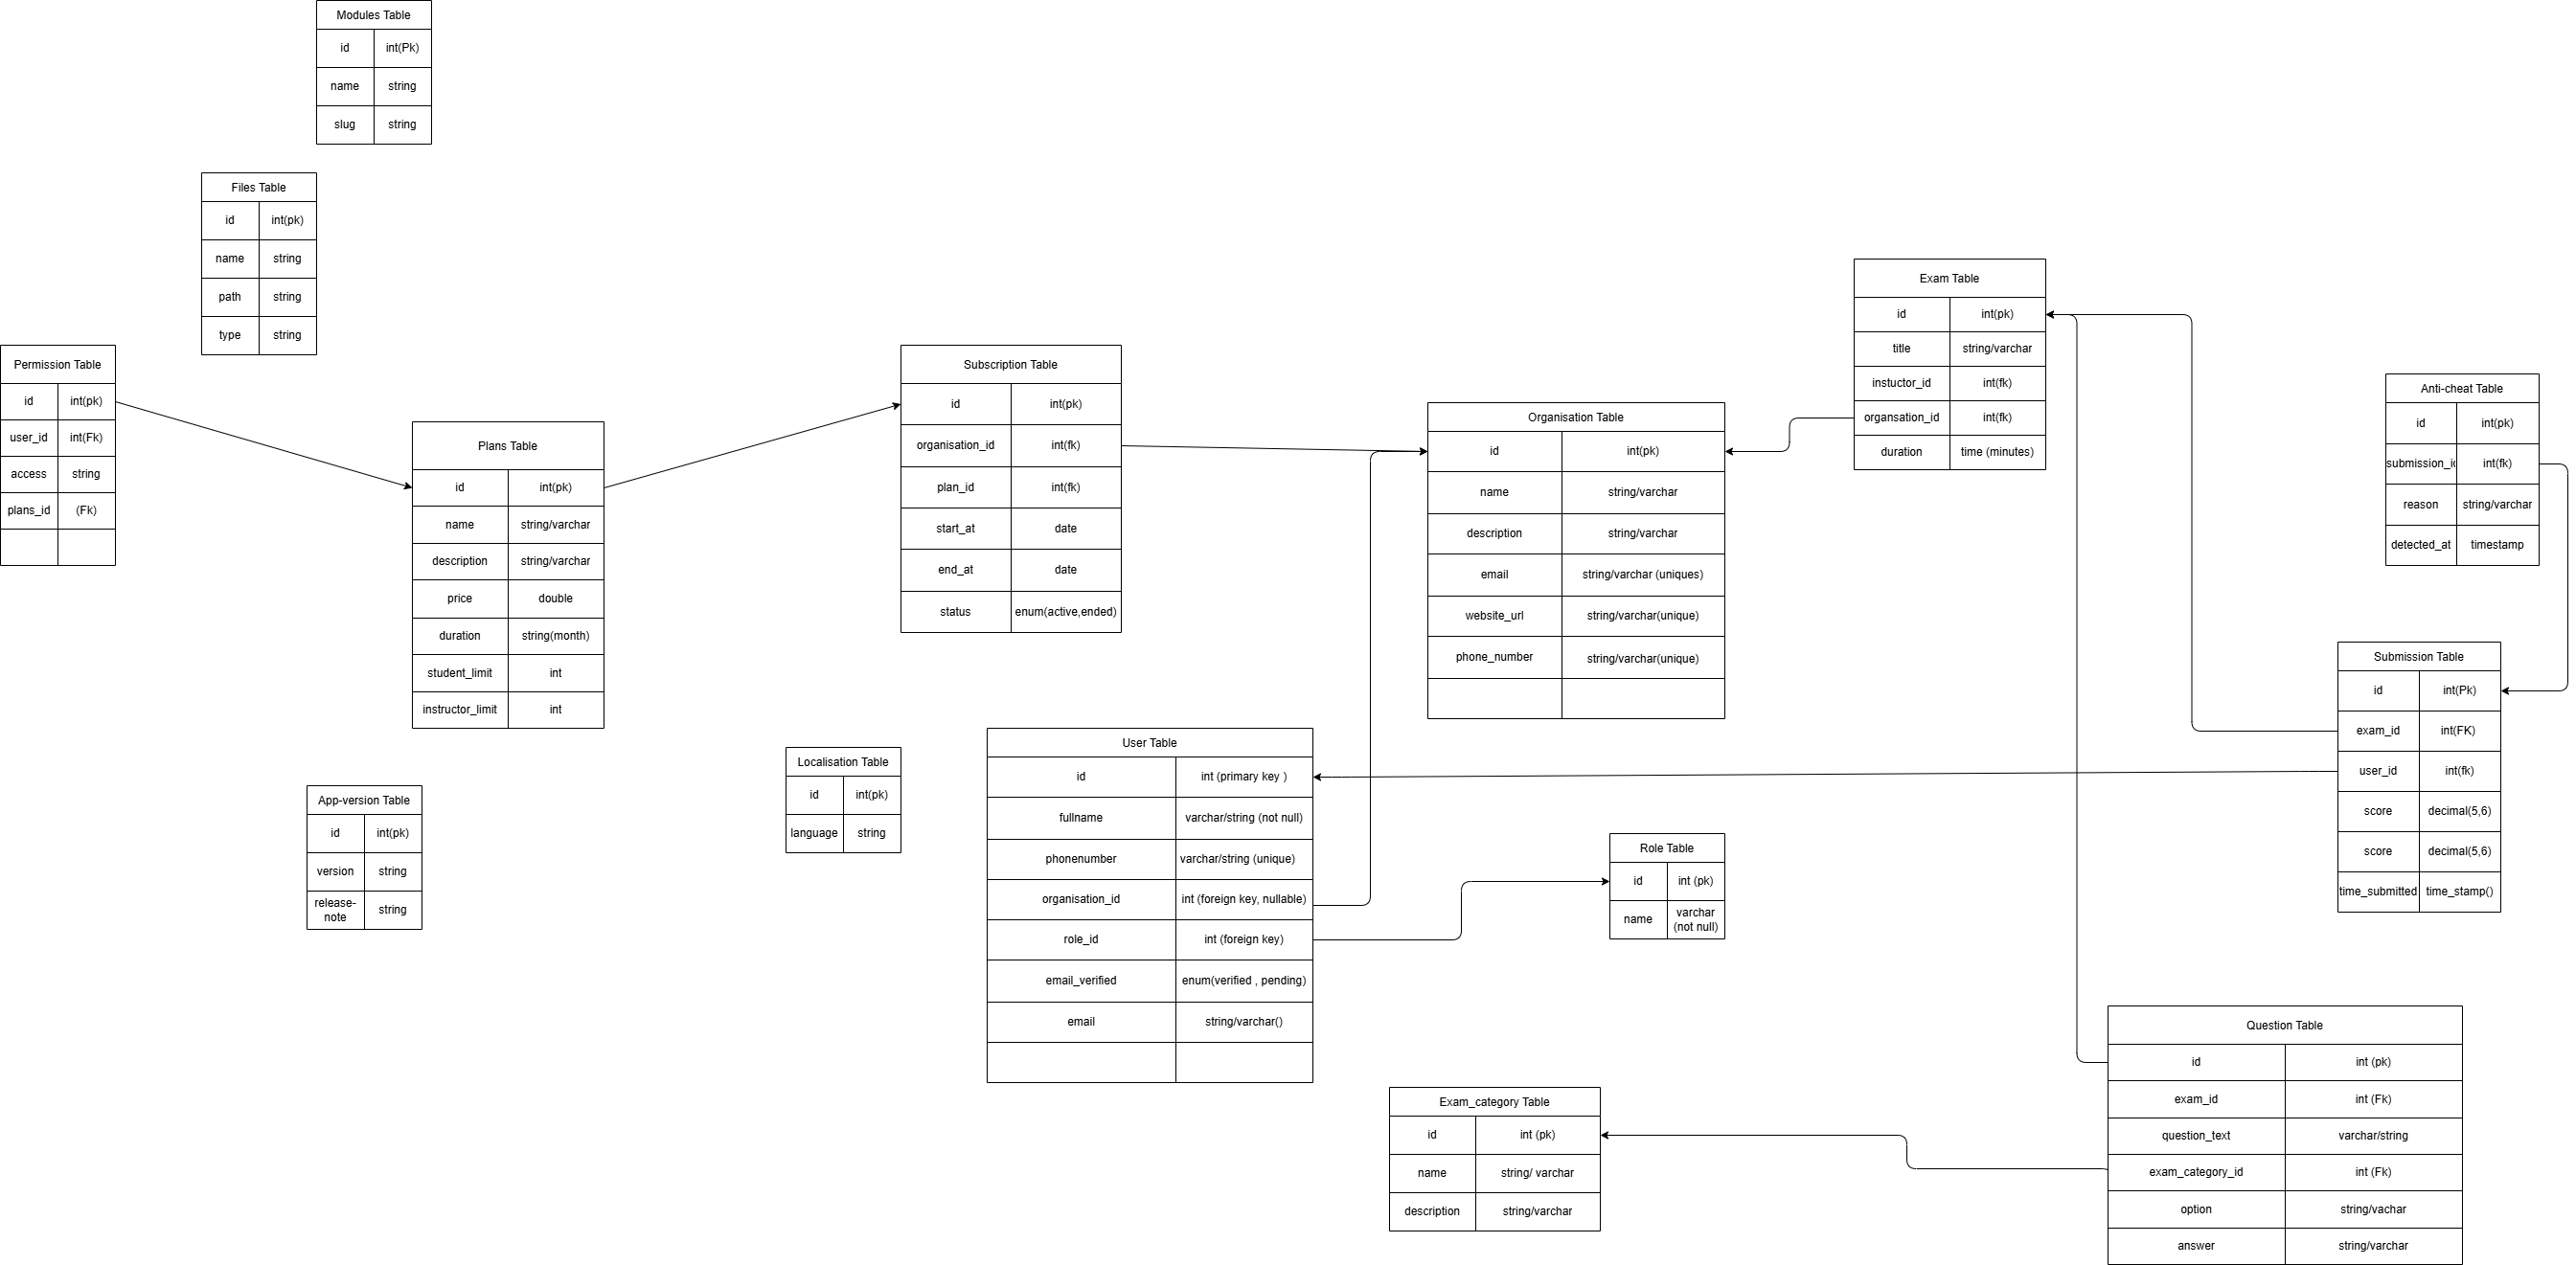 Modules Table
id int(Pk)
name string
slug string
Files Table
id int(pk)
name string
path string
type string
Permission Table
id int(pk)
user_id int(Fk)
access string
plans_id (Fk)
Plans Table
id int(pk)
name string/varchar
description string/varchar
price double
duration string(month)
student_limit int
instructor_limit int
Subscription Table
id int(pk)
organisation_id int(fk)
plan_id int(fk)
start_at date
end_at date
status enum(active,ended)
Organisation Table
id int(pk)
name string/varchar
description string/varchar
email string/varchar (uniques)
website_url string/varchar(unique)
phone_number string/varchar(unique)
Exam Table
id int(pk)
title string/varchar
instuctor_id int(fk)
organsation_id int(fk)
duration time (minutes)
Anti-cheat Table
id int(pk)
submission_id int(fk)
reason string/varchar
detected_at timestamp
Submission Table
id int(Pk)
exam_id int(FK)
user_id int(fk)
score decimal(5,6)
score decimal(5,6)
time_submitted time_stamp()
User Table
id int (primary key )
fullname varchar/string (not null)
phonenumber varchar/string (unique)
organisation_id int (foreign key, nullable)
role_id int (foreign key)
email_verified enum(verified , pending)
email string/varchar()
Localisation Table
id int(pk)
language string
App-version Table
id int(pk)
version string
release-
note string
Role Table
id int (pk)
name varchar
(not null)
Exam_category Table
id int (pk)
name string/ varchar
description string/varchar
Question Table
id int (pk)
exam_id int (Fk)
question_text varchar/string
exam_category_id int (Fk)
option string/vachar
answer string/varchar